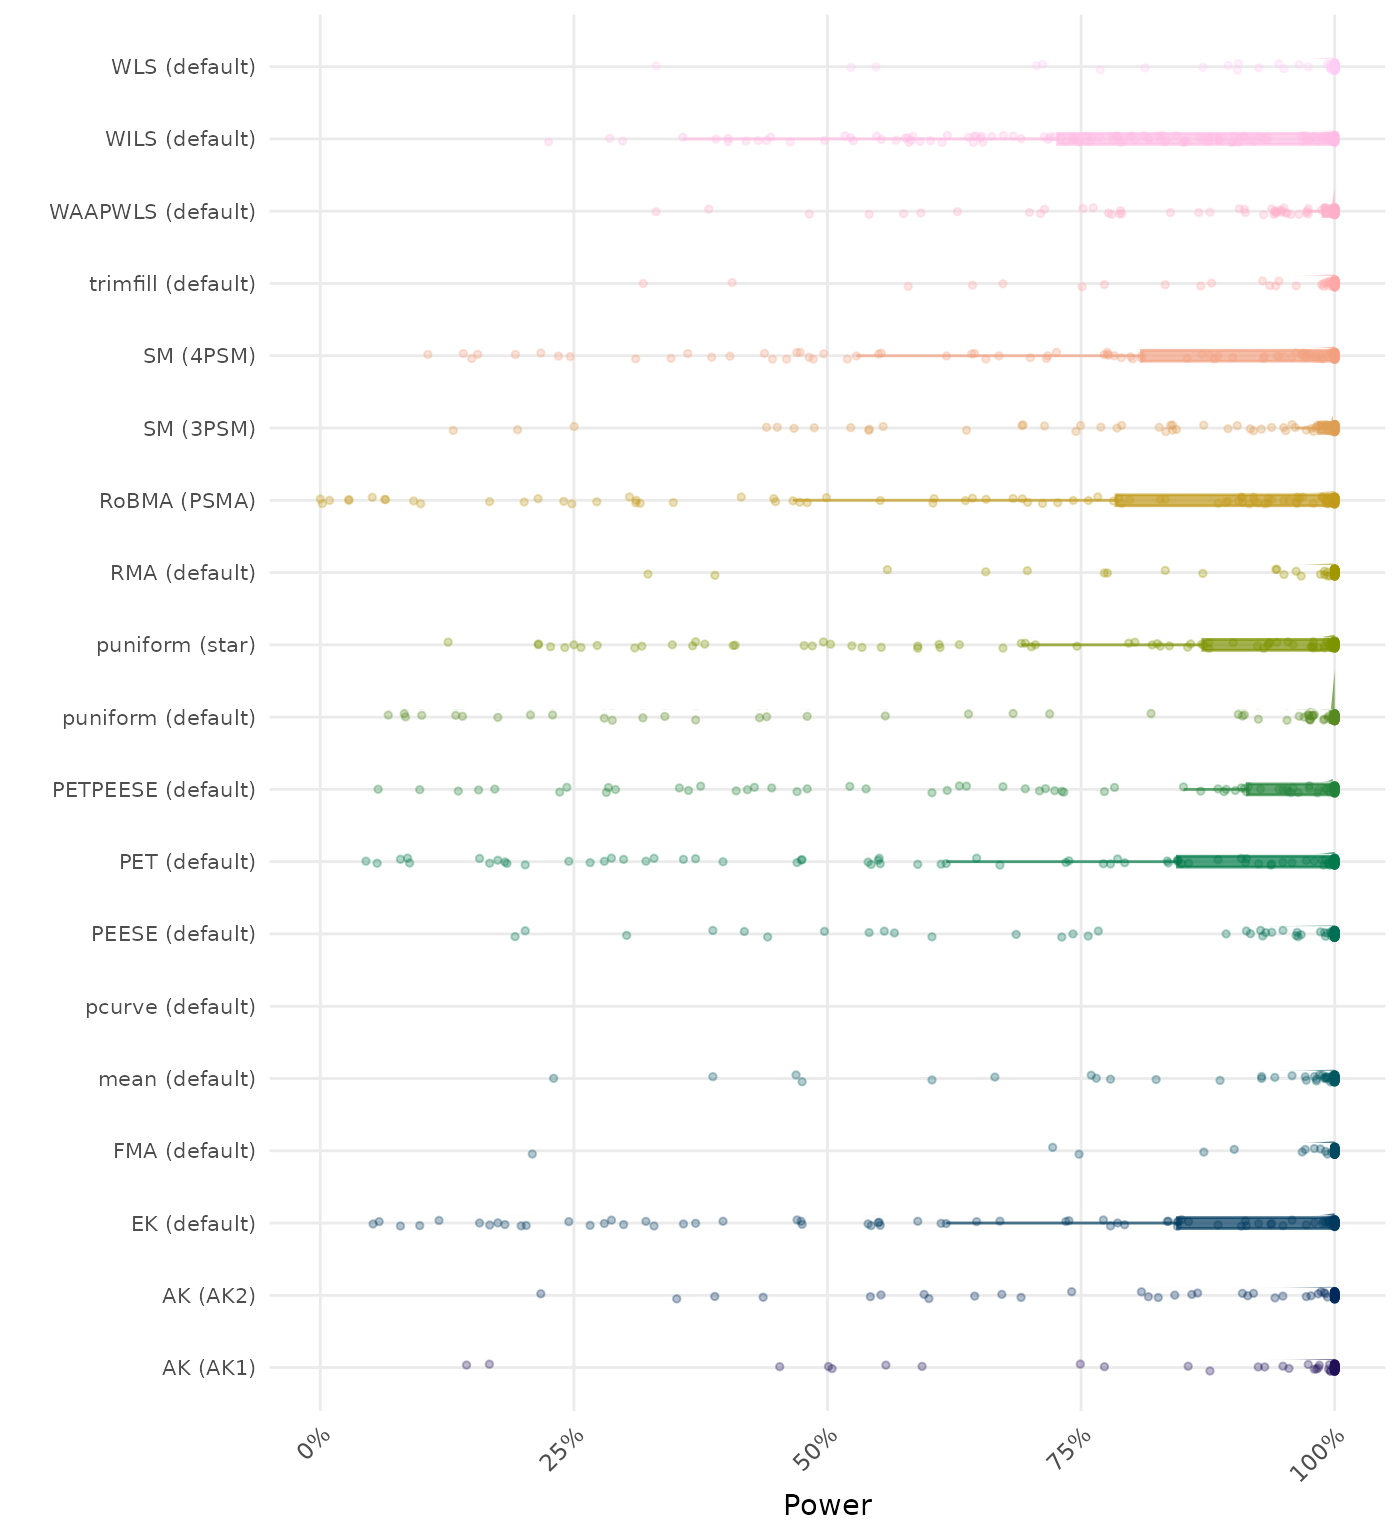 WLS (default)
WILS (default)
WAAPWLS (default)
trimfill (default)
SM (4PSM)
SM (3PSM)
RoBMA (PSMA)
RMA (default)
puniform (star)
puniform (default)
PETPEESE (default)
PET (default)
PEESE (default)
pcurve (default)
mean (default)
FMA (default)
EK (default)
AK (AK2)
AK (AK1)
0% 25% 50% 75% 100%
Power